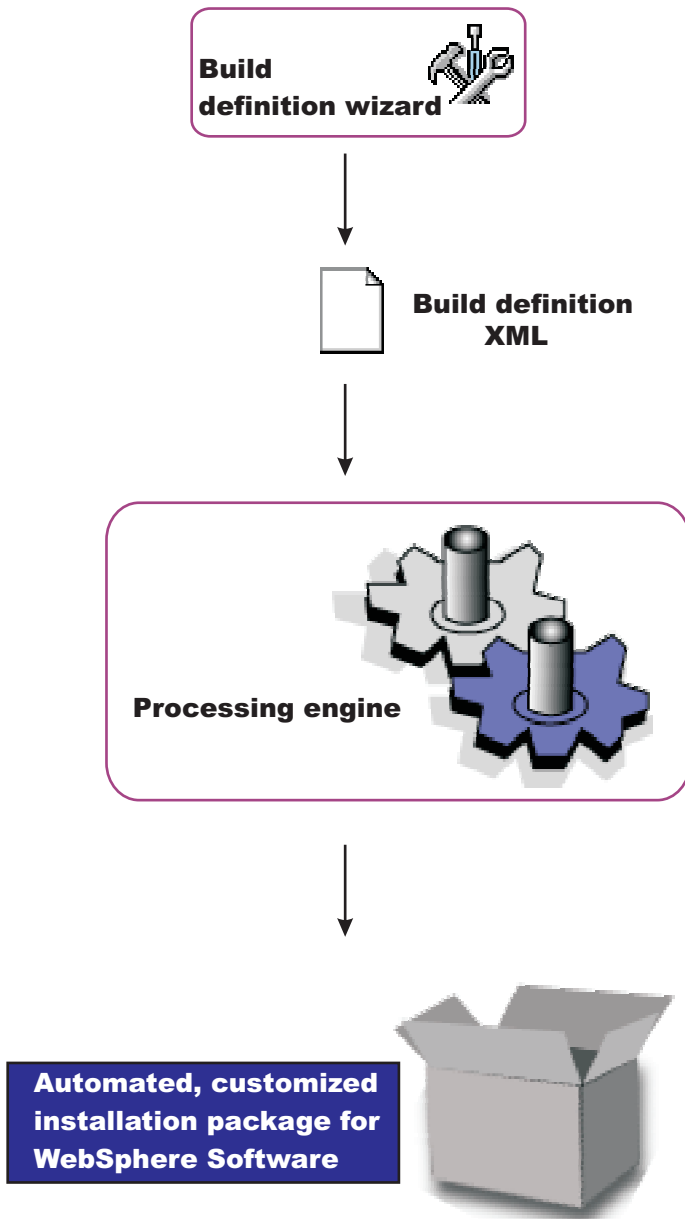 Build
definition wizard
Build definition
XML
Processing engine
Automated, customized
installation package for
WebSphere Software